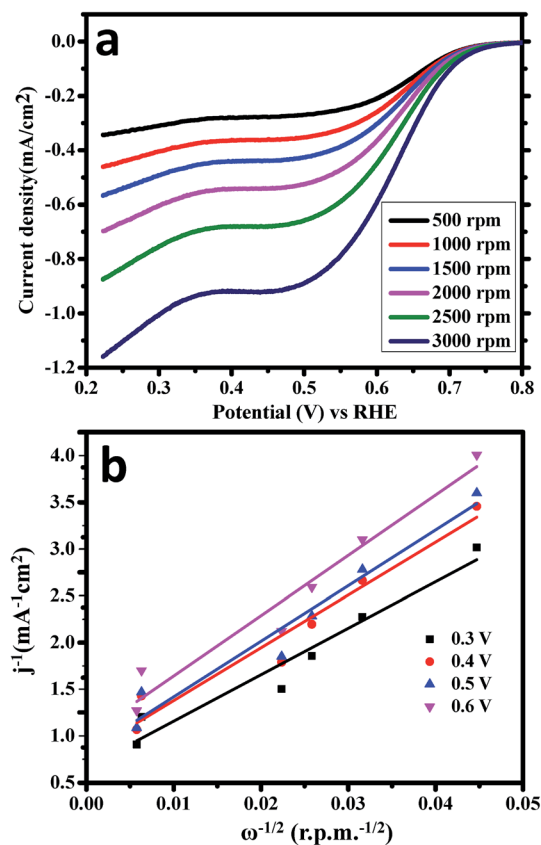 a
0.0
-0.2
-0.4
-0.6
-0.8
-1.0
-1.2
Current density(mA/cm2)
500 rpm
1000 rpm
1500 rpm
2000 rpm
2500 rpm
3000 rpm
0.2 0.3 0.4 0.5 0.6 0.7 0.8
Potential (V) vs RHE
b
4.0
3.5
3.0
2.5
2.0
1.5
1.0
0.5
j⁻¹(mA⁻¹cm²)
0.3 V
0.4 V
0.5 V
0.6 V
0.00 0.01 0.02 0.03 0.04 0.05
ω⁻¹/² (r.p.m.⁻¹/²)